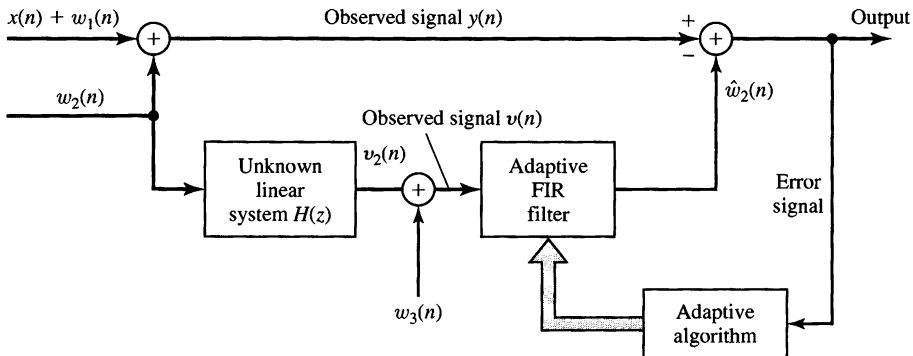 x(n) + w₁(n)
Observed signal y(n)
Output
+
+
−
+
w₂(n)
ŵ₂(n)
Observed signal v(n)
v₂(n)
Unknown
linear
system H(z)
+
Adaptive
FIR
filter
Error
signal
w₃(n)
Adaptive
algorithm